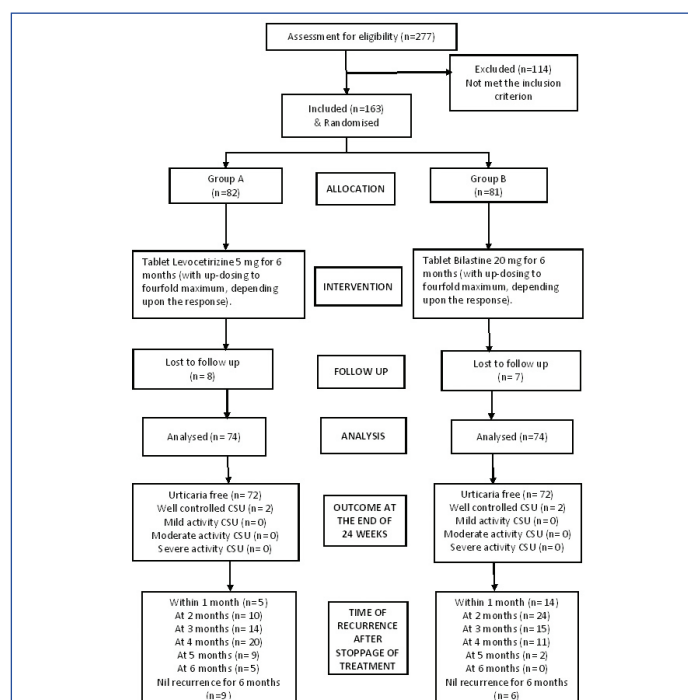 Assessment for eligibility (n=277)
Excluded (n=114)
Not met the inclusion
criterion
Included (n=163)
& Randomised
Group A
(n=82)
ALLOCATION
Group B
(n=81)
Tablet Levocetirizine 5 mg for 6
months (with up-dosing to
fourfold maximum, depending
upon the response).
INTERVENTION
Tablet Bilastine 20 mg for 6
months (with up-dosing to
fourfold maximum, depending
upon the response).
Lost to follow up
(n= 8)
FOLLOW UP
Lost to follow up
(n= 7)
Analysed (n= 74)
ANALYSIS
Analysed (n=74)
Urticaria free (n= 72)
Well controlled CSU (n= 2)
Mild activity CSU (n= 0)
Moderate activity CSU (n= 0)
Severe activity CSU (n= 0)
OUTCOME AT
THE END OF
24 WEEKS
Urticaria free (n= 72)
Well controlled CSU (n= 2)
Mild activity CSU (n= 0)
Moderate activity CSU (n= 0)
Severe activity CSU (n= 0)
Within 1 month (n= 5)
At 2 months (n= 10)
At 3 months (n= 14)
At 4 months (n= 20)
At 5 months (n= 9)
At 6 months (n= 5)
Nil recurrence for 6 months
(n=9)
TIME OF
RECURRENCE
AFTER
STOPPAGE OF
TREATMENT
Within 1 month (n= 14)
At 2 months (n= 24)
At 3 months (n= 15)
At 4 months (n= 11)
At 5 months (n= 2)
At 6 months (n= 0)
Nil recurrence for 6 months
(n= 6)